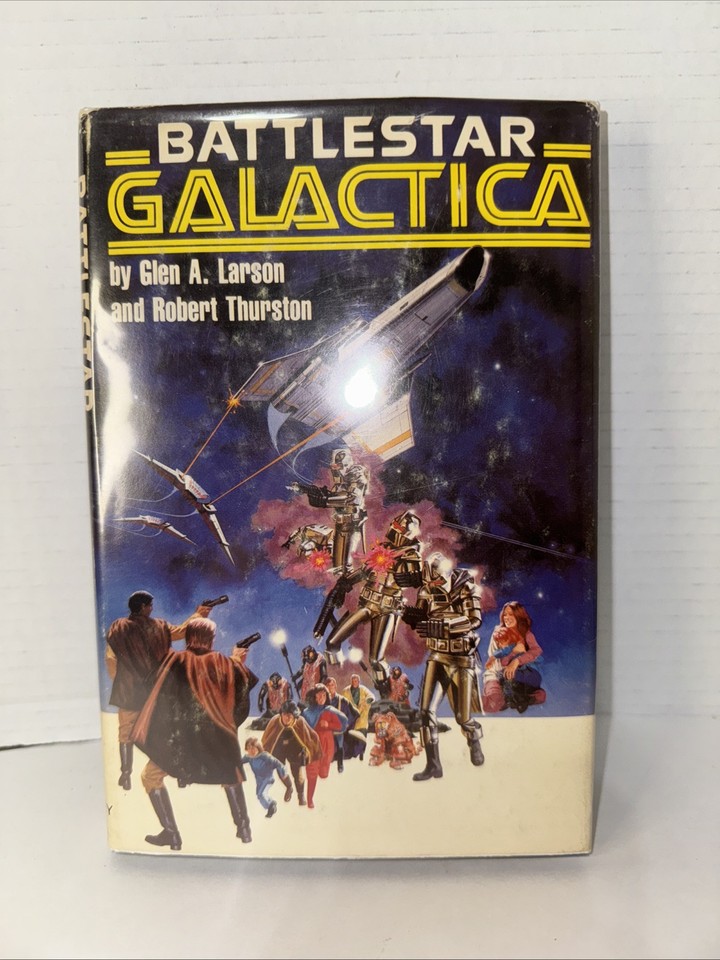 BATTLESTAR
GALACTICA
by Glen A. Larson
and Robert Thurston
BATTLESTAR